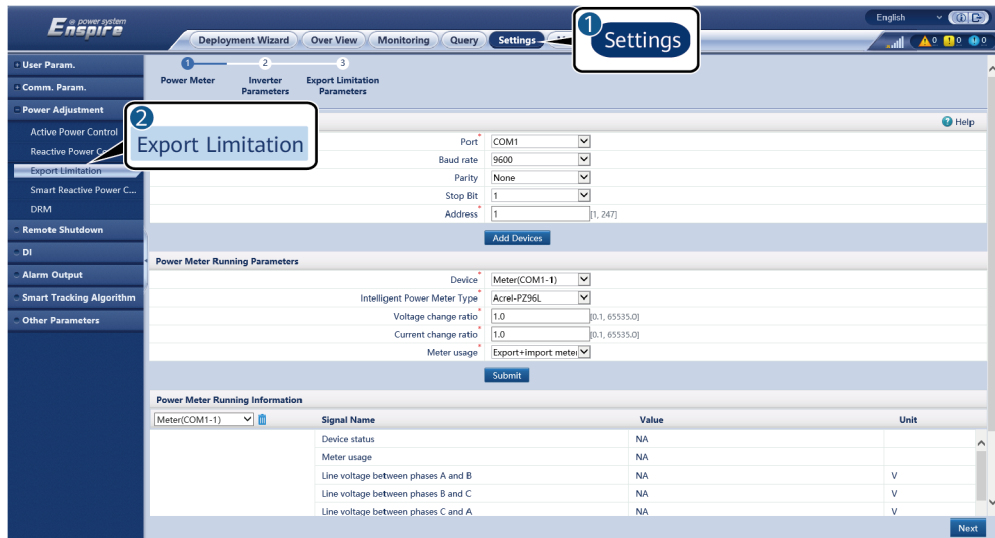 e power system
Enspire
English
Deployment Wizard Over View Monitoring Query Settings
1
Settings
0 0 0
User Param.
Comm. Param.
Power Adjustment
Active Power Control
Reactive Power
Export Limitation
Smart Reactive Power C...
DRM
Remote Shutdown
DI
Alarm Output
Smart Tracking Algorithm
Other Parameters
1 2 3
Power Meter Inverter Parameters Export Limitation Parameters
2
Export Limitation
Help
Port* COM1
Baud rate 9600
Parity None
Stop Bit 1
Address* 1 [1, 247]
Add Devices
Power Meter Running Parameters
Device* Meter(COM1-1)
Intelligent Power Meter Type* Acrel-PZ96L
Voltage change ratio* 1.0 [0.1, 65535.0]
Current change ratio* 1.0 [0.1, 65535.0]
Meter usage* Export+import meter
Submit
Power Meter Running Information
Meter(COM1-1) Signal Name Value Unit
Device status NA
Meter usage NA
Line voltage between phases A and B NA V
Line voltage between phases B and C NA V
Line voltage between phases C and A NA V
Next